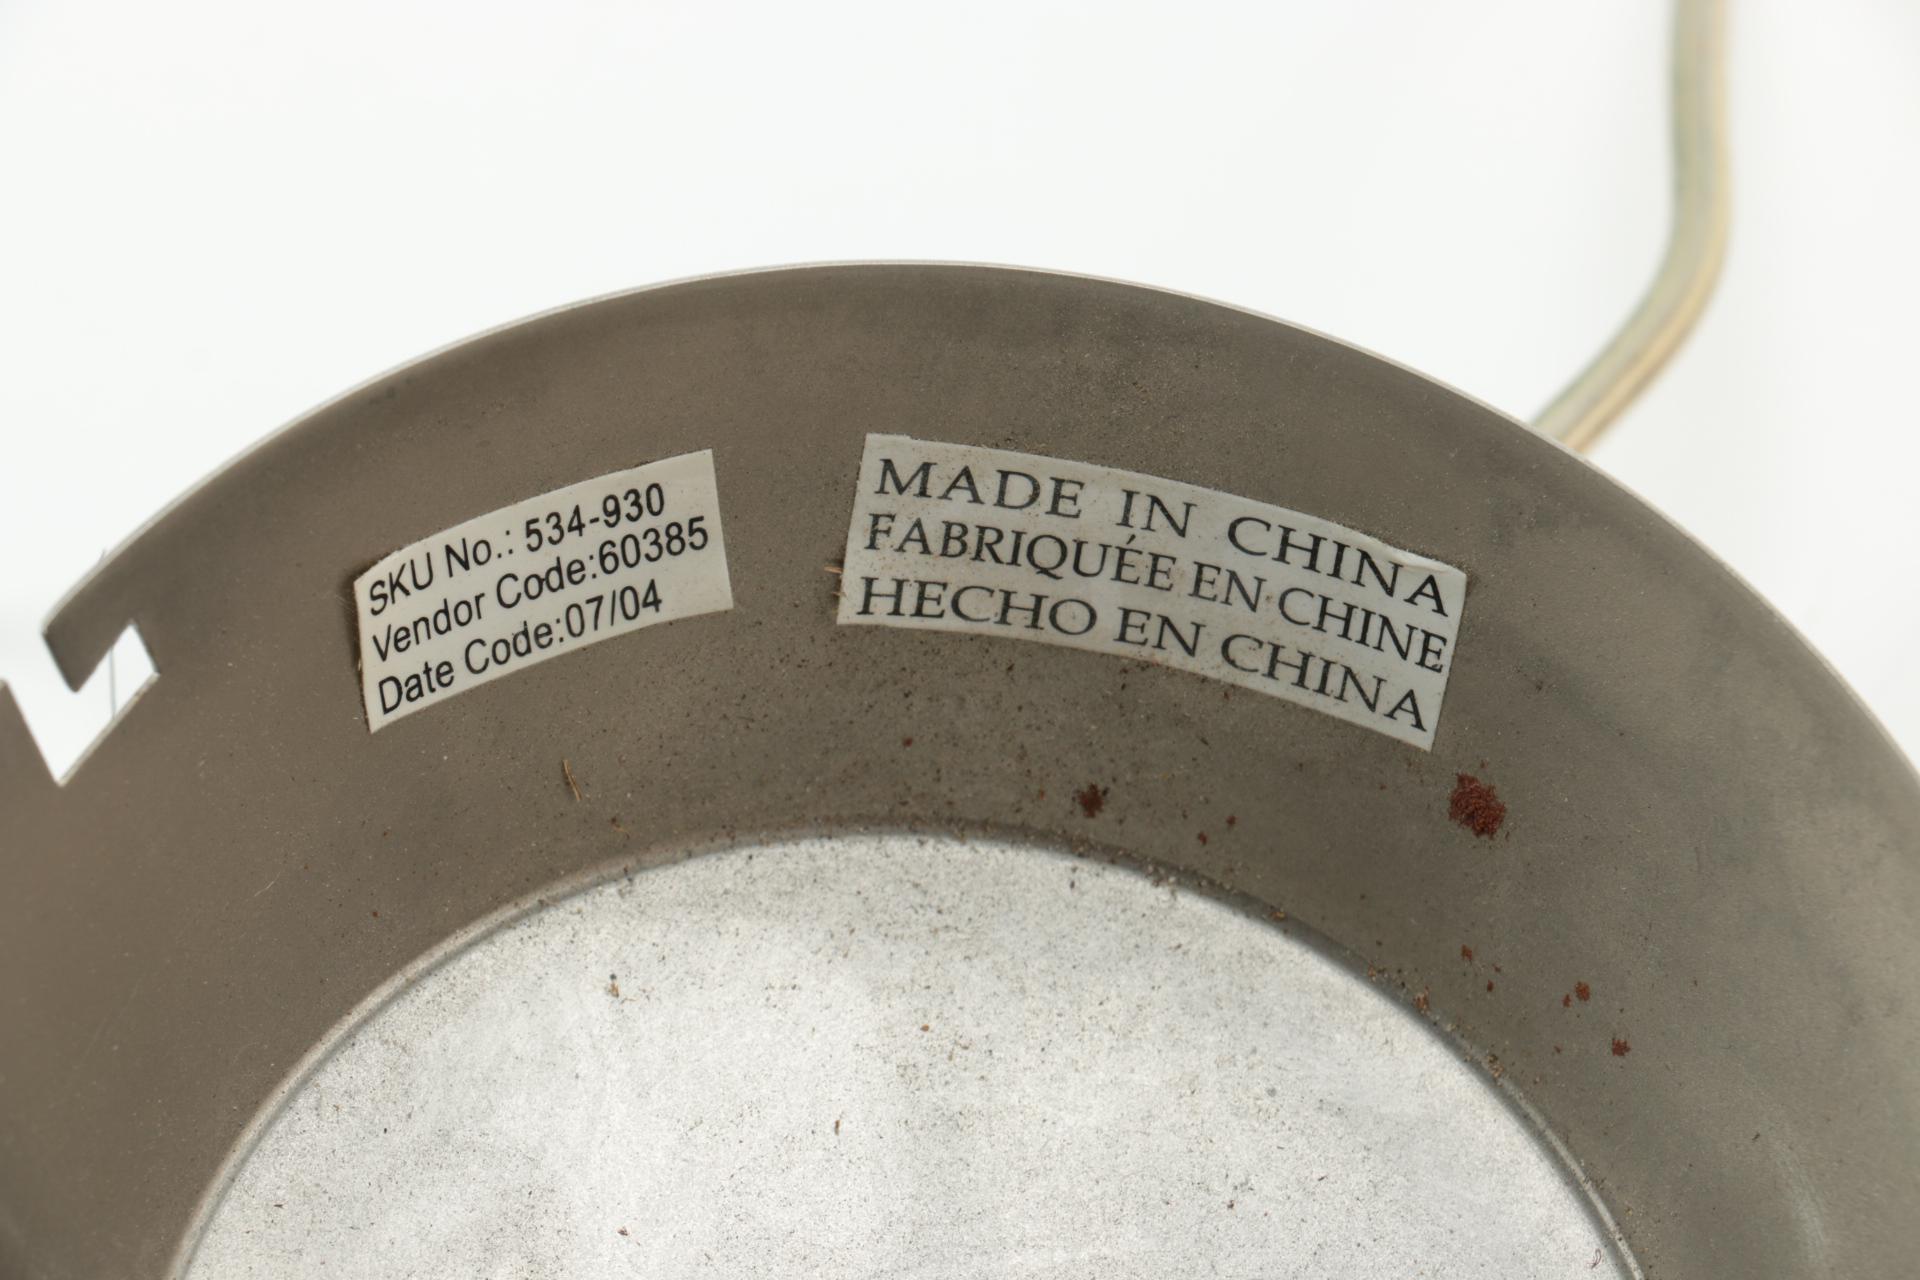 SKU No.: 534-930
Vendor Code:60385
Date Code:07/04
MADE IN CHINA
FABRIQUÉE EN CHINE
HECHO EN CHINA